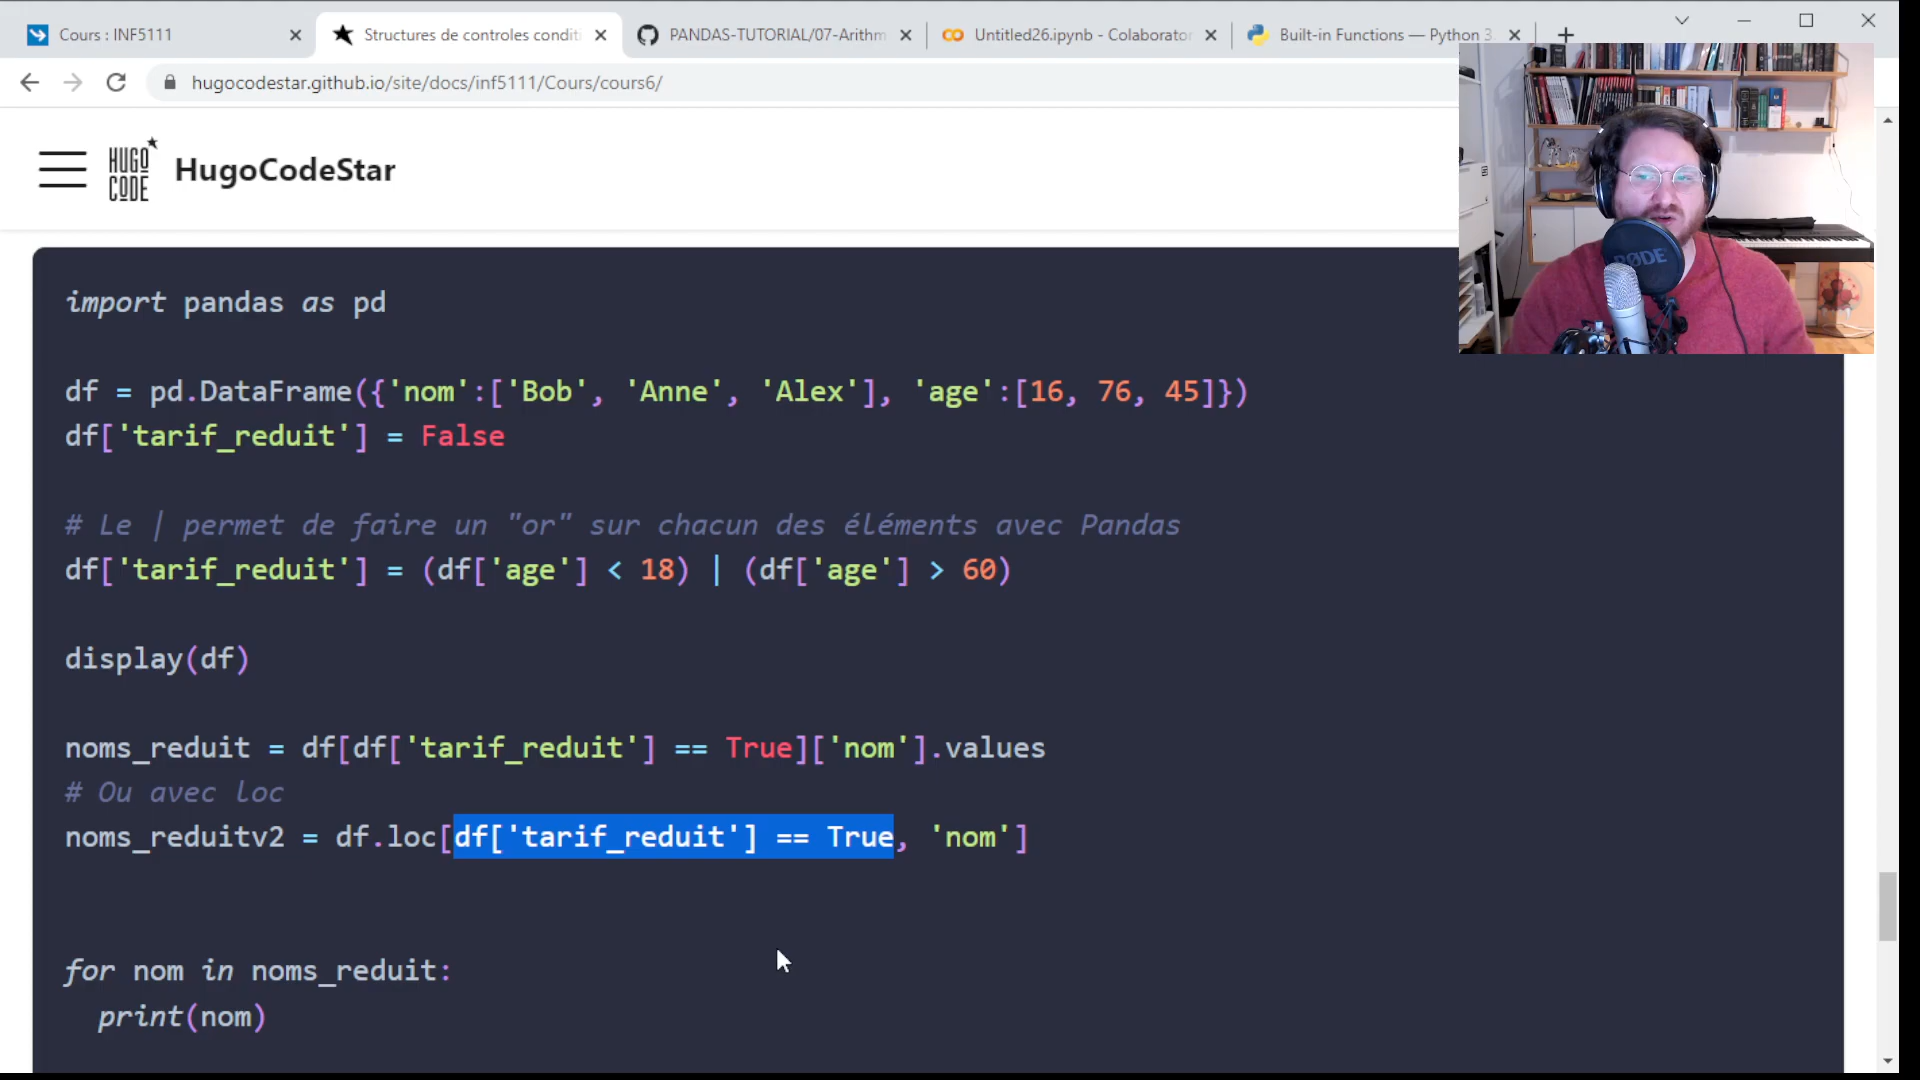 Cours : INF5111
Structures de controles condit
PANDAS-TUTORIAL/07-Arithm
Untitled26.ipynb - Colaborator
Built-in Functions — Python 3.
hugocodestar.github.io/site/docs/inf5111/Cours/cours6/
HUGO
CODE
HugoCodeStar
RØDE
import pandas as pd
df = pd.DataFrame({'nom':['Bob', 'Anne', 'Alex'], 'age':[16, 76, 45]})
df['tarif_reduit'] = False
# Le | permet de faire un "or" sur chacun des éléments avec Pandas
df['tarif_reduit'] = (df['age'] < 18) | (df['age'] > 60)
display(df)
noms_reduit = df[df['tarif_reduit'] == True]['nom'].values
# Ou avec loc
noms_reduitv2 = df.loc[df['tarif_reduit'] == True, 'nom']
for nom in noms_reduit:
print(nom)